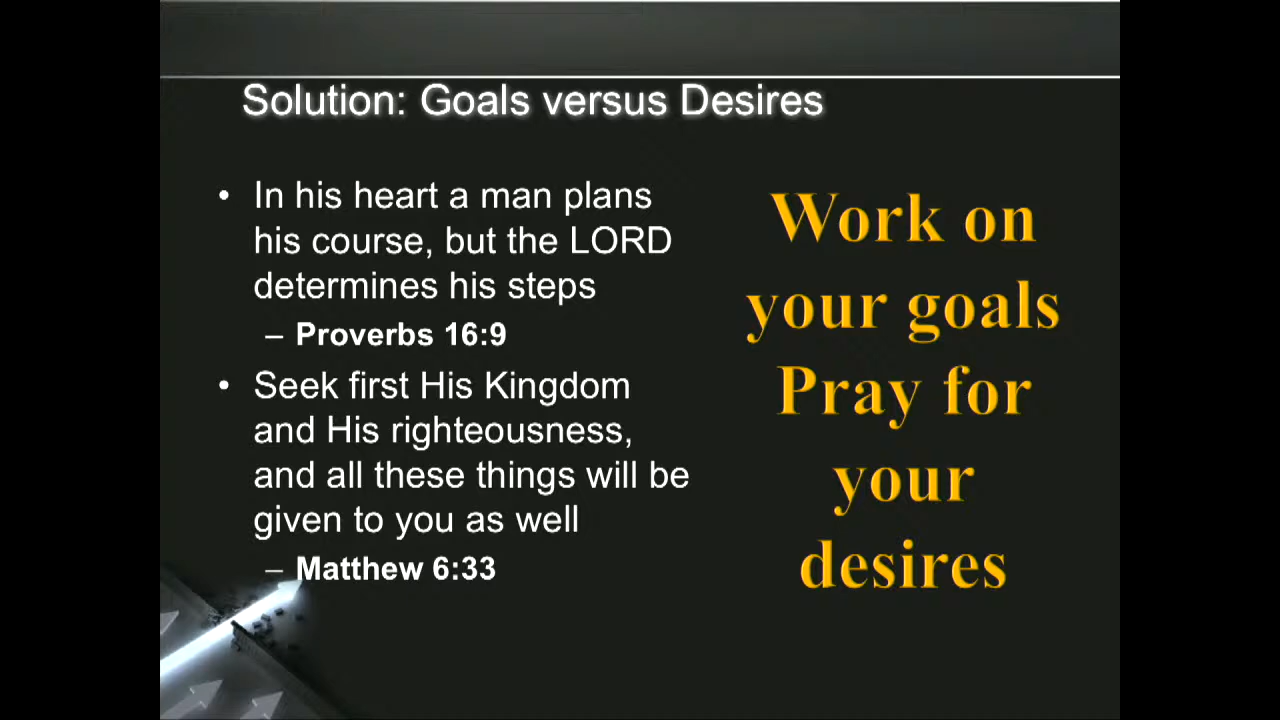 Solution: Goals versus Desires
• In his heart a man plans
his course, but the LORD
determines his steps
– Proverbs 16:9
• Seek first His Kingdom
and His righteousness,
and all these things will be
given to you as well
– Matthew 6:33
Work on
your goals
Pray for
your
desires